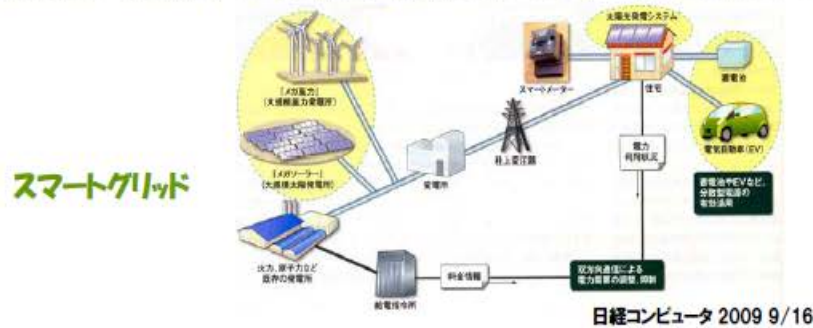 スマートグリッド
「メガ風力」
(大規模風力発電所)
「メガソーラー」
(大規模太陽発電所)
火力、原子力など
既存の発電所
変電所
給電指令所
料金情報
柱上変圧器
スマートメーター
太陽光発電システム
住宅
蓄電池
電気自動車(EV)
電力
利用状況
蓄電池やEVなど、
分散型電源の
有効活用
双方向通信による
電力需要の調整、抑制
日経コンピュータ 2009 9/16